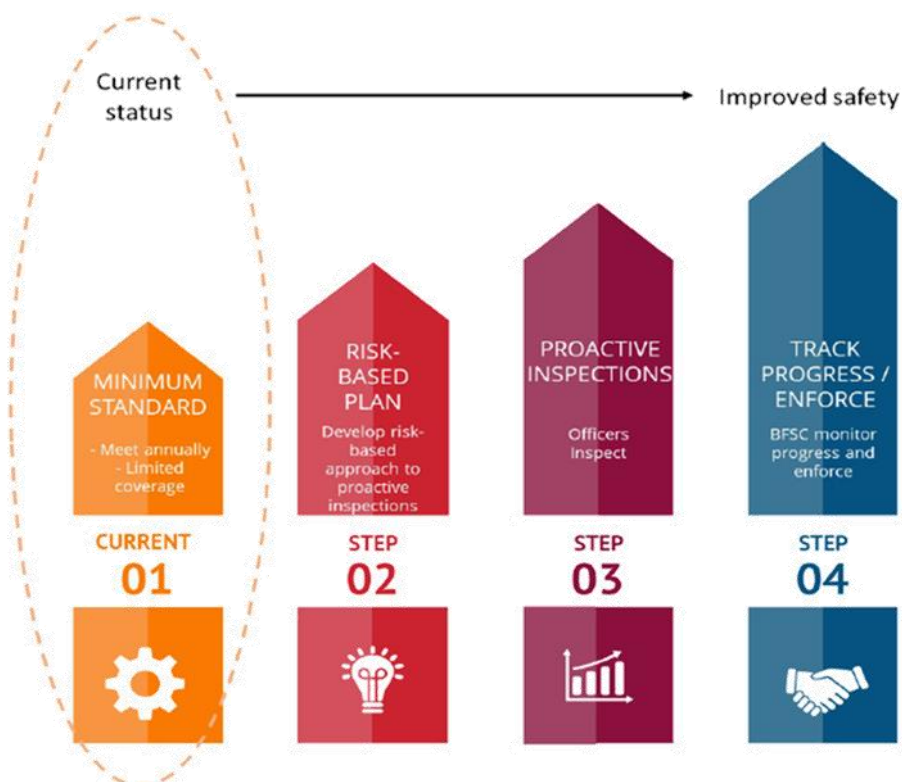 Current
status
Improved safety
MINIMUM
STANDARD
- Meet annually
- Limited
coverage
CURRENT
01
RISK-
BASED
PLAN
Develop risk-
based
approach to
proactive
inspections
STEP
02
PROACTIVE
INSPECTIONS
Officers
Inspect
STEP
03
TRACK
PROGRESS /
ENFORCE
BFSC monitor
progress and
enforce
STEP
04